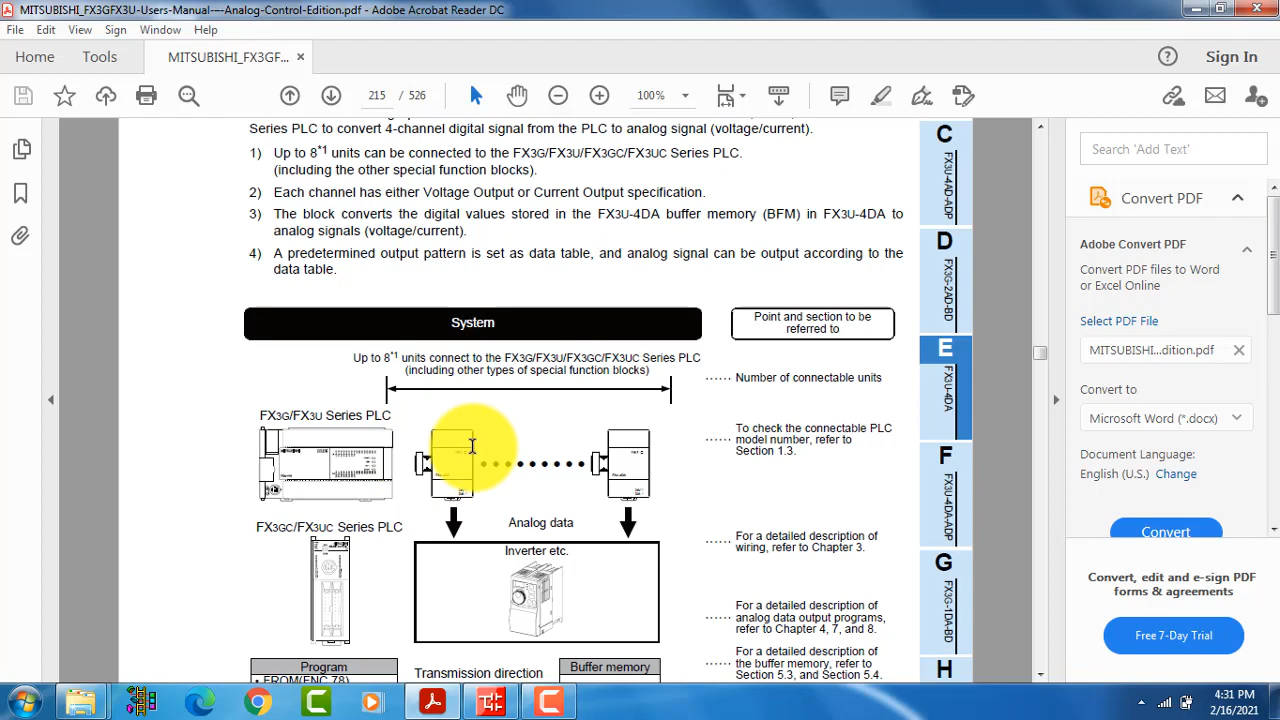 MITSUBISHI_FX3GFX3U-Users-Manual----Analog-Control-Edition.pdf - Adobe Acrobat Reader DC
File Edit View Sign Window Help
Home Tools MITSUBISHI_FX3GF... × Sign In
215 / 526 100%
Series PLC to convert 4-channel digital signal from the PLC to analog signal (voltage/current).
1) Up to 8*1 units can be connected to the FX3G/FX3U/FX3GC/FX3UC Series PLC.
(including the other special function blocks).
2) Each channel has either Voltage Output or Current Output specification.
3) The block converts the digital values stored in the FX3U-4DA buffer memory (BFM) in FX3U-4DA to
analog signals (voltage/current).
4) A predetermined output pattern is set as data table, and analog signal can be output according to the
data table.
System
Point and section to be
referred to
Up to 8*1 units connect to the FX3G/FX3U/FX3GC/FX3UC Series PLC
(including other types of special function blocks)
Number of connectable units
FX3G/FX3U Series PLC
To check the connectable PLC
model number, refer to
Section 1.3.
FX3GC/FX3UC Series PLC
Analog data
For a detailed description of
wiring, refer to Chapter 3.
Inverter etc.
For a detailed description of
analog data output programs,
refer to Chapter 4, 7, and 8.
For a detailed description of
the buffer memory, refer to
Section 5.3, and Section 5.4.
Program
• FROM(FNC 78)
Transmission direction
Buffer memory
C
FX3U-4AD-ADP
D
FX3G-2AD-BD
E
FX3U-4DA
F
FX3U-4DA-ADP
G
FX3G-1DA-BD
H
Search 'Add Text'
Convert PDF
Adobe Convert PDF
Convert PDF files to Word
or Excel Online
Select PDF File
MITSUBISHI...dition.pdf
Convert to
Microsoft Word (*.docx)
Document Language:
English (U.S.) Change
Convert
Convert, edit and e-sign PDF
forms & agreements
Free 7-Day Trial
4:31 PM
2/16/2021